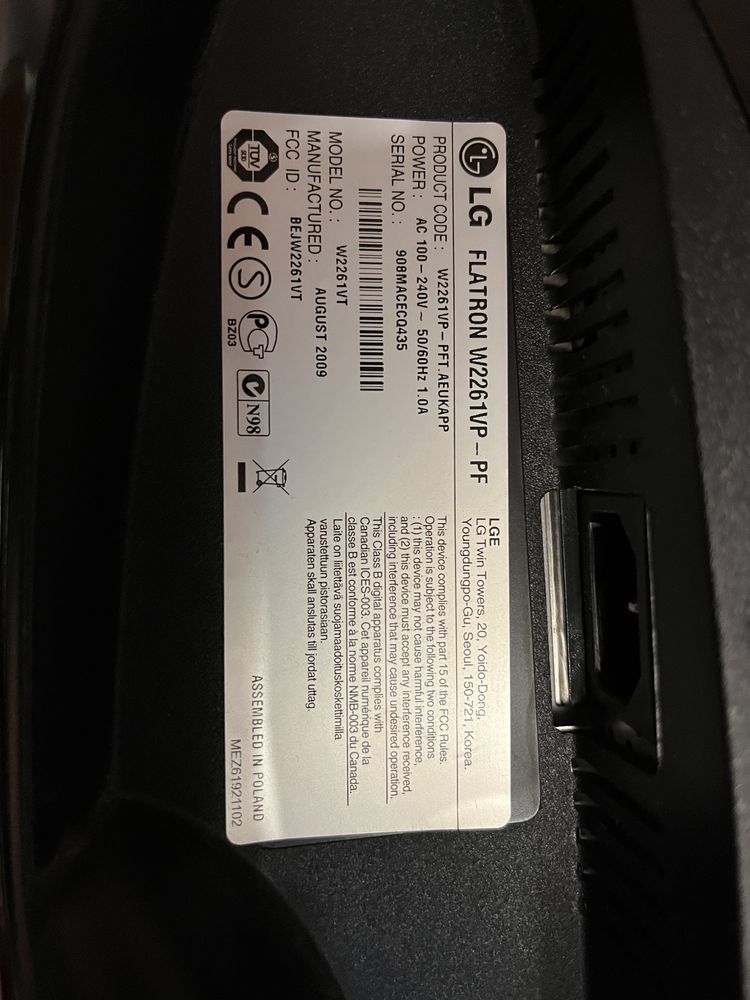 LG FLATRON W2261VP-PF
PRODUCT CODE : W2261VP-PFT.AEUKAPP
POWER : AC 100-240V~ 50/60Hz 1.0A
SERIAL NO. : 908MACECQ435
MODEL NO. : W2261VT
MANUFACTURED : AUGUST 2009
FCC ID : BEJW2261VT
TÜV
SÜD
CE
S
BZ03
N98
LGE
LG Twin Towers, 20, Yoido-Dong,
Youngdungpo-Gu, Seoul, 150-721, Korea.
This device complies with part 15 of the FCC Rules.
Operation is subject to the following two conditions
: (1) this device may not cause harmful interference,
and (2) this device must accept any interference received,
including interference that may cause undesired operation.
This Class B digital apparatus complies with
Canadian ICES-003. Cet appareil numérique de la
classe B est conforme à la norme NMB-003 du Canada.
Laite on liitettävä suojamaadoituskoskettimilla
varustettuun pistorasiaan.
Apparaten skall anslutas till jordat uttag.
ASSEMBLED IN POLAND
MEZ61921102